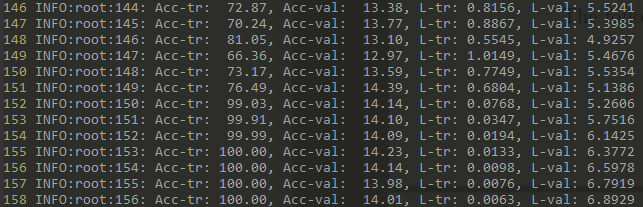 146 INFO:root:144: Acc-tr:  72.87, Acc-val:  13.38, L-tr: 0.8156, L-val: 5.5241
147 INFO:root:145: Acc-tr:  70.24, Acc-val:  13.77, L-tr: 0.8867, L-val: 5.3985
148 INFO:root:146: Acc-tr:  81.05, Acc-val:  13.10, L-tr: 0.5545, L-val: 4.9257
149 INFO:root:147: Acc-tr:  66.36, Acc-val:  12.97, L-tr: 1.0149, L-val: 5.4676
150 INFO:root:148: Acc-tr:  73.17, Acc-val:  13.59, L-tr: 0.7749, L-val: 5.5354
151 INFO:root:149: Acc-tr:  76.49, Acc-val:  14.39, L-tr: 0.6804, L-val: 5.1386
152 INFO:root:150: Acc-tr:  99.03, Acc-val:  14.14, L-tr: 0.0768, L-val: 5.2606
153 INFO:root:151: Acc-tr:  99.91, Acc-val:  14.10, L-tr: 0.0347, L-val: 5.7516
154 INFO:root:152: Acc-tr:  99.99, Acc-val:  14.09, L-tr: 0.0194, L-val: 6.1425
155 INFO:root:153: Acc-tr: 100.00, Acc-val:  14.23, L-tr: 0.0133, L-val: 6.3772
156 INFO:root:154: Acc-tr: 100.00, Acc-val:  14.14, L-tr: 0.0098, L-val: 6.5978
157 INFO:root:155: Acc-tr: 100.00, Acc-val:  13.98, L-tr: 0.0076, L-val: 6.7919
158 INFO:root:156: Acc-tr: 100.00, Acc-val:  14.01, L-tr: 0.0063, L-val: 6.8929